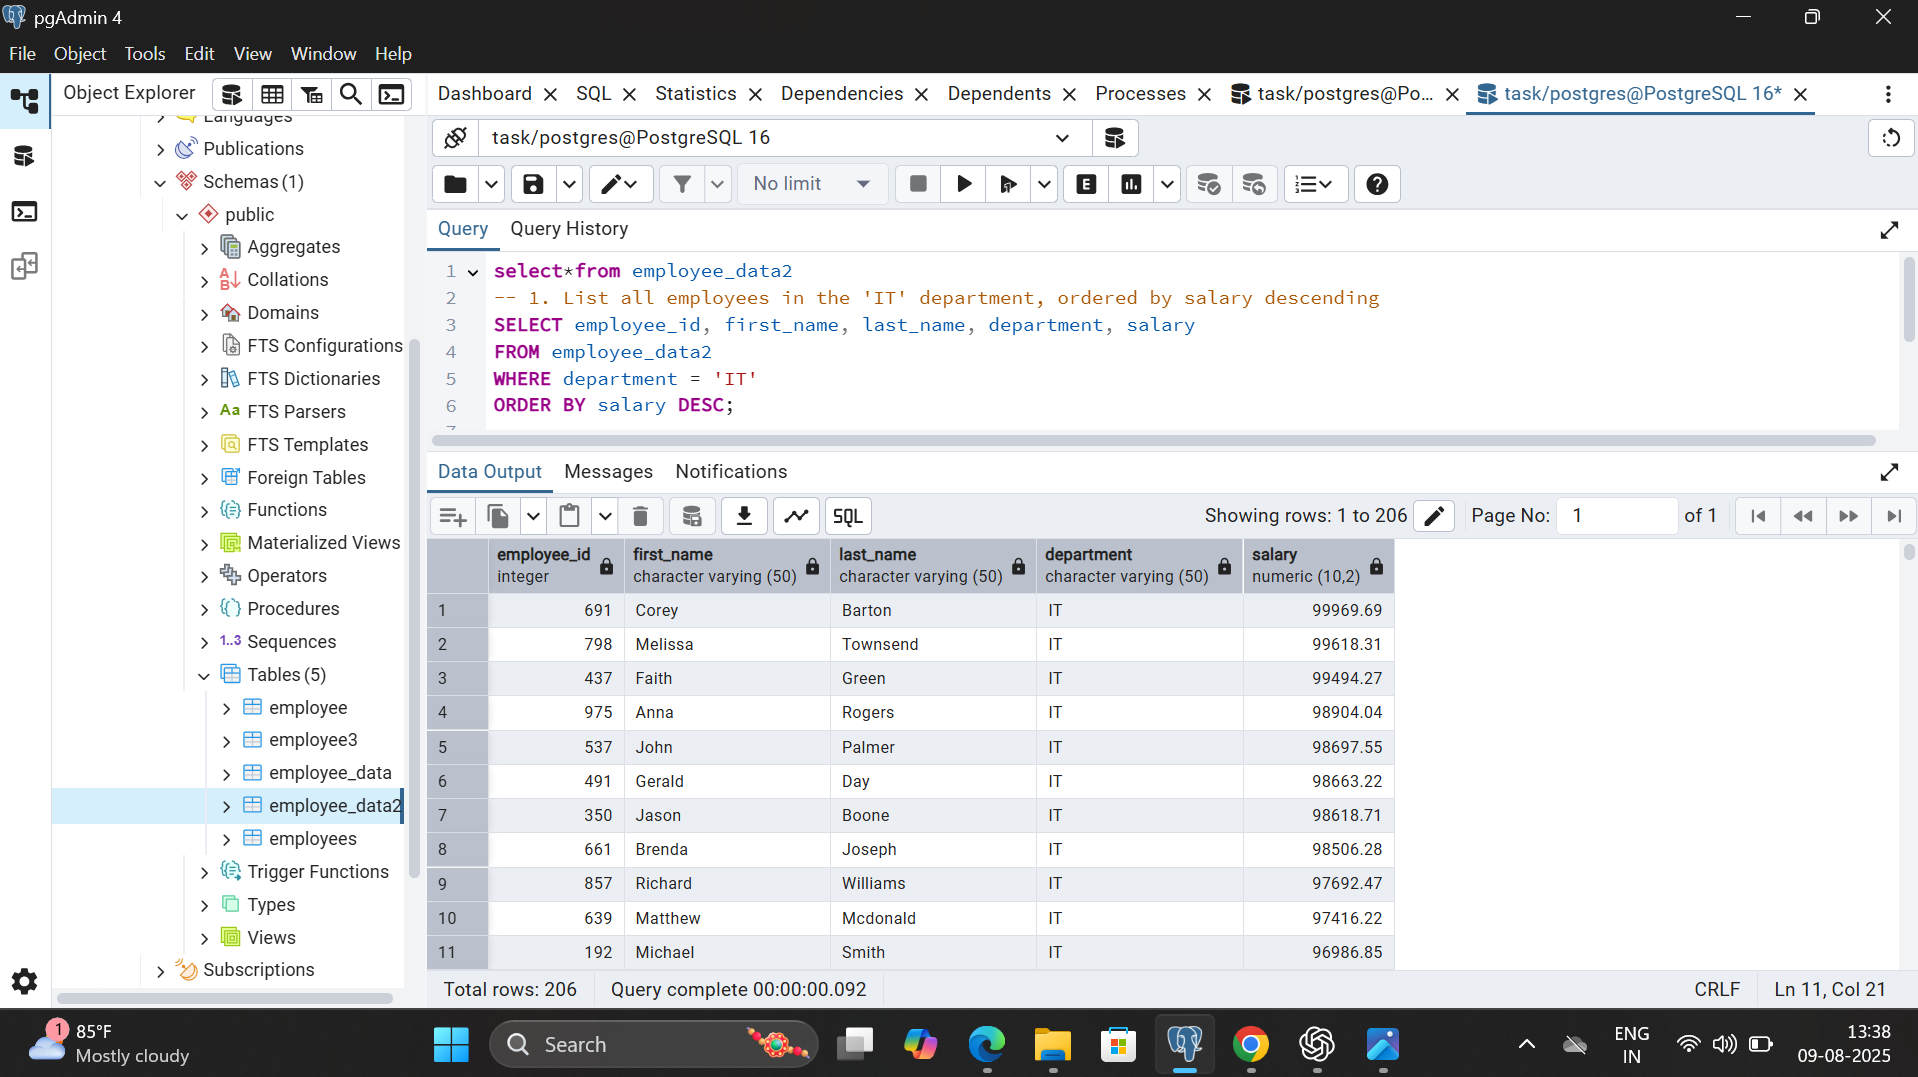 pgAdmin 4
File Object Tools Edit View Window Help
Object Explorer
Dashboard SQL Statistics Dependencies Dependents Processes task/postgres@Po... task/postgres@PostgreSQL 16*
Languages
Publications
Schemas (1)
public
Aggregates
Collations
Domains
FTS Configurations
FTS Dictionaries
FTS Parsers
FTS Templates
Foreign Tables
Functions
Materialized Views
Operators
Procedures
1..3 Sequences
Tables (5)
employee
employee3
employee_data
employee_data2
employees
Trigger Functions
Types
Views
Subscriptions
task/postgres@PostgreSQL 16
No limit
E
Query Query History
1 select*from employee_data2
2 -- 1. List all employees in the 'IT' department, ordered by salary descending
3 SELECT employee_id, first_name, last_name, department, salary
4 FROM employee_data2
5 WHERE department = 'IT'
6 ORDER BY salary DESC;
Data Output Messages Notifications
SQL Showing rows: 1 to 206 Page No: 1 of 1
employee_id first_name last_name department salary
integer character varying (50) character varying (50) character varying (50) numeric (10,2)
1 691 Corey Barton IT 99969.69
2 798 Melissa Townsend IT 99618.31
3 437 Faith Green IT 99494.27
4 975 Anna Rogers IT 98904.04
5 537 John Palmer IT 98697.55
6 491 Gerald Day IT 98663.22
7 350 Jason Boone IT 98618.71
8 661 Brenda Joseph IT 98506.28
9 857 Richard Williams IT 97692.47
10 639 Matthew Mcdonald IT 97416.22
11 192 Michael Smith IT 96986.85
Total rows: 206 Query complete 00:00:00.092 CRLF Ln 11, Col 21
1 85°F
Mostly cloudy
Search
ENG
IN
13:38
09-08-2025